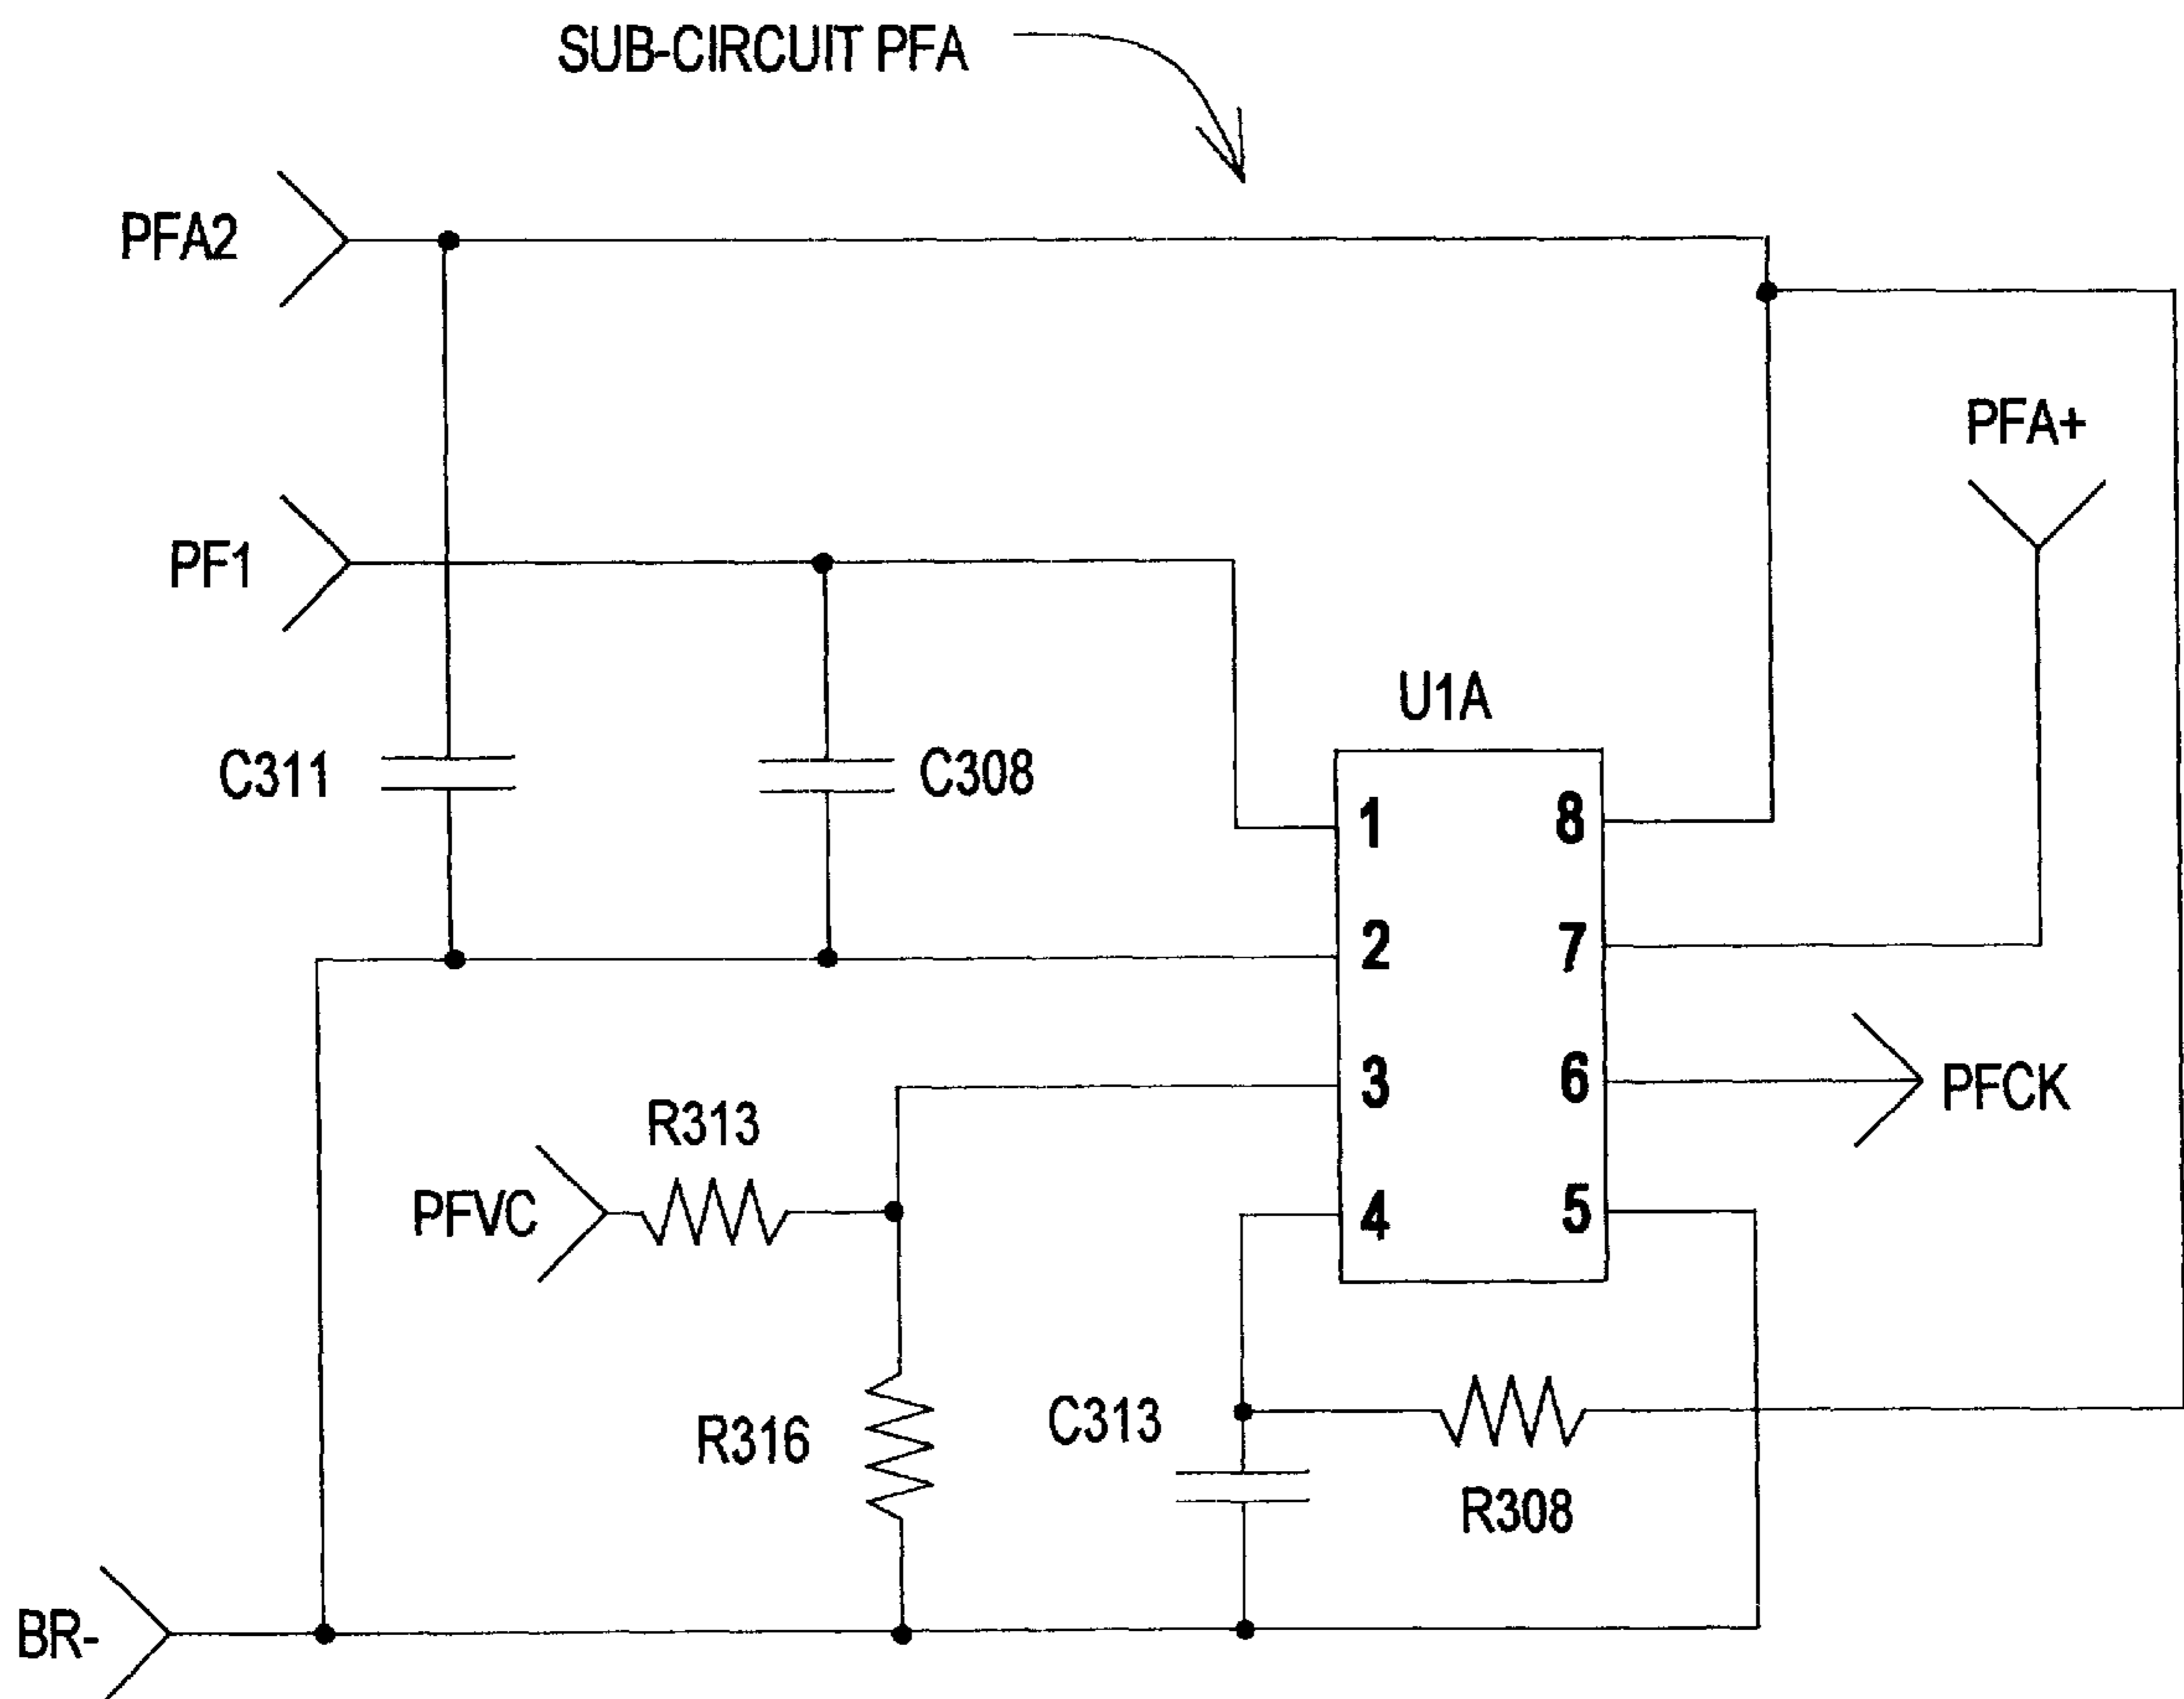 SUB-CIRCUIT PFA
PFA2
PFA+
PF1
U1A
C311
C308
1
8
2
7
3
6
PFCK
R313
PFVC
4
5
C313
R316
R308
BR-